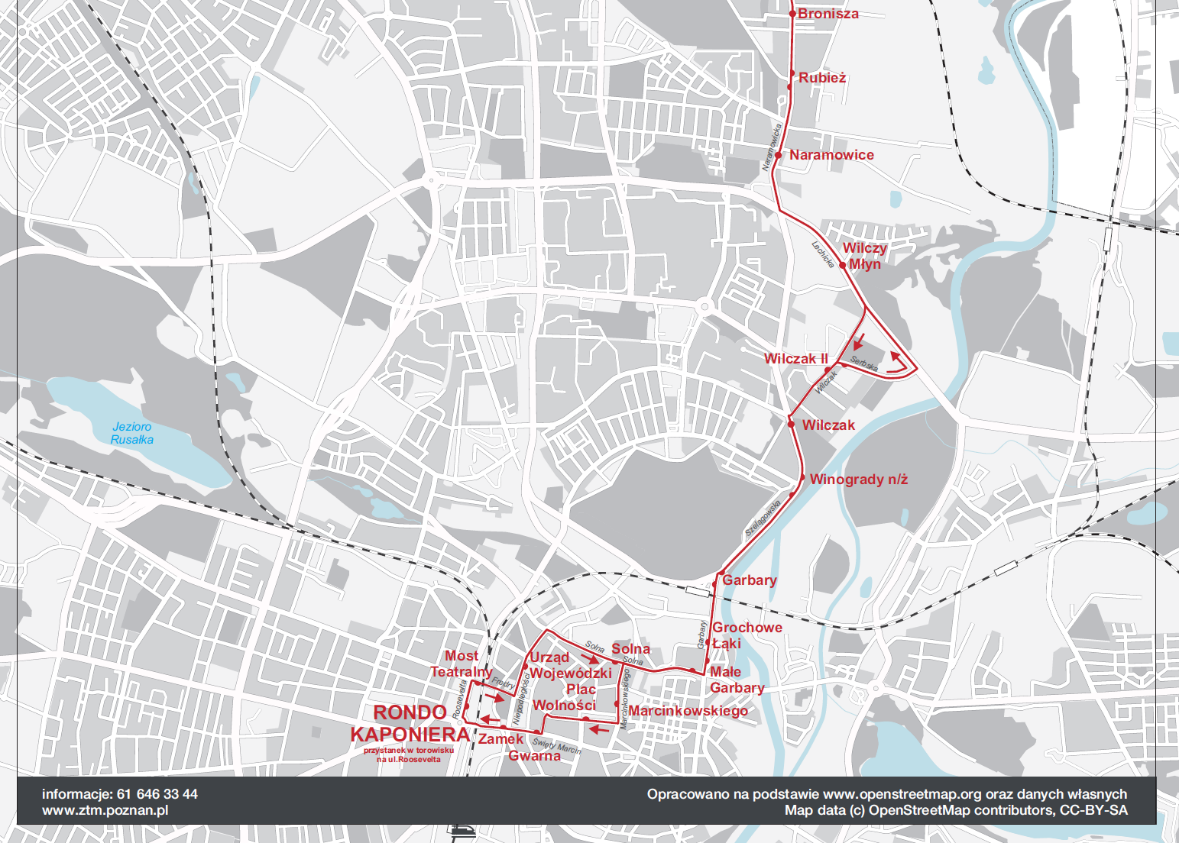 Bronisza
Rubież
Naramowicka
Naramowice
Lechicka
Wilczy
Młyn
Wilczak II
Serbska
Wilczak
Wilczak
Jezioro
Rusałka
Winogrady n/ż
Szelągowska
Garbary
Garbary
Grochowe
Łąki
Solna
Solna
Solna
Most
Teatralny
Urząd
Wojewódzki
Fredry
Małe
Garbary
Plac
Wolności
Niepodległości
Marcinkowskiego
Marcinkowskiego
Roosevelta
RONDO
KAPONIERA
przystanek w torowisku
na ul.Roosevelta
Zamek
Gwarna
Święty Marcin
informacje: 61 646 33 44
www.ztm.poznan.pl
Opracowano na podstawie www.openstreetmap.org oraz danych własnych
Map data (c) OpenStreetMap contributors, CC-BY-SA